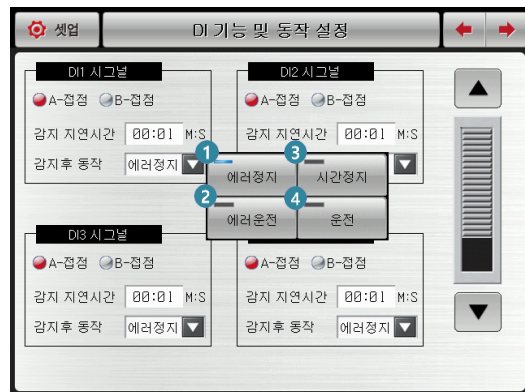 셋업
DI 기능 및 동작 설정
DI1 시그널
A-접점 B-접점
감지 지연시간 00:01 M:S
감지후 동작 에러정지
DI2 시그널
A-접점 B-접점
감지 지연시간 00:01 M:S
1 에러정지
3 시간정지
2 에러운전
4 운전
DI3 시그널
A-접점 B-접점
감지 지연시간 00:01 M:S
감지후 동작 에러정지
A-접점 B-접점
감지 지연시간 00:01 M:S
감지후 동작 에러정지